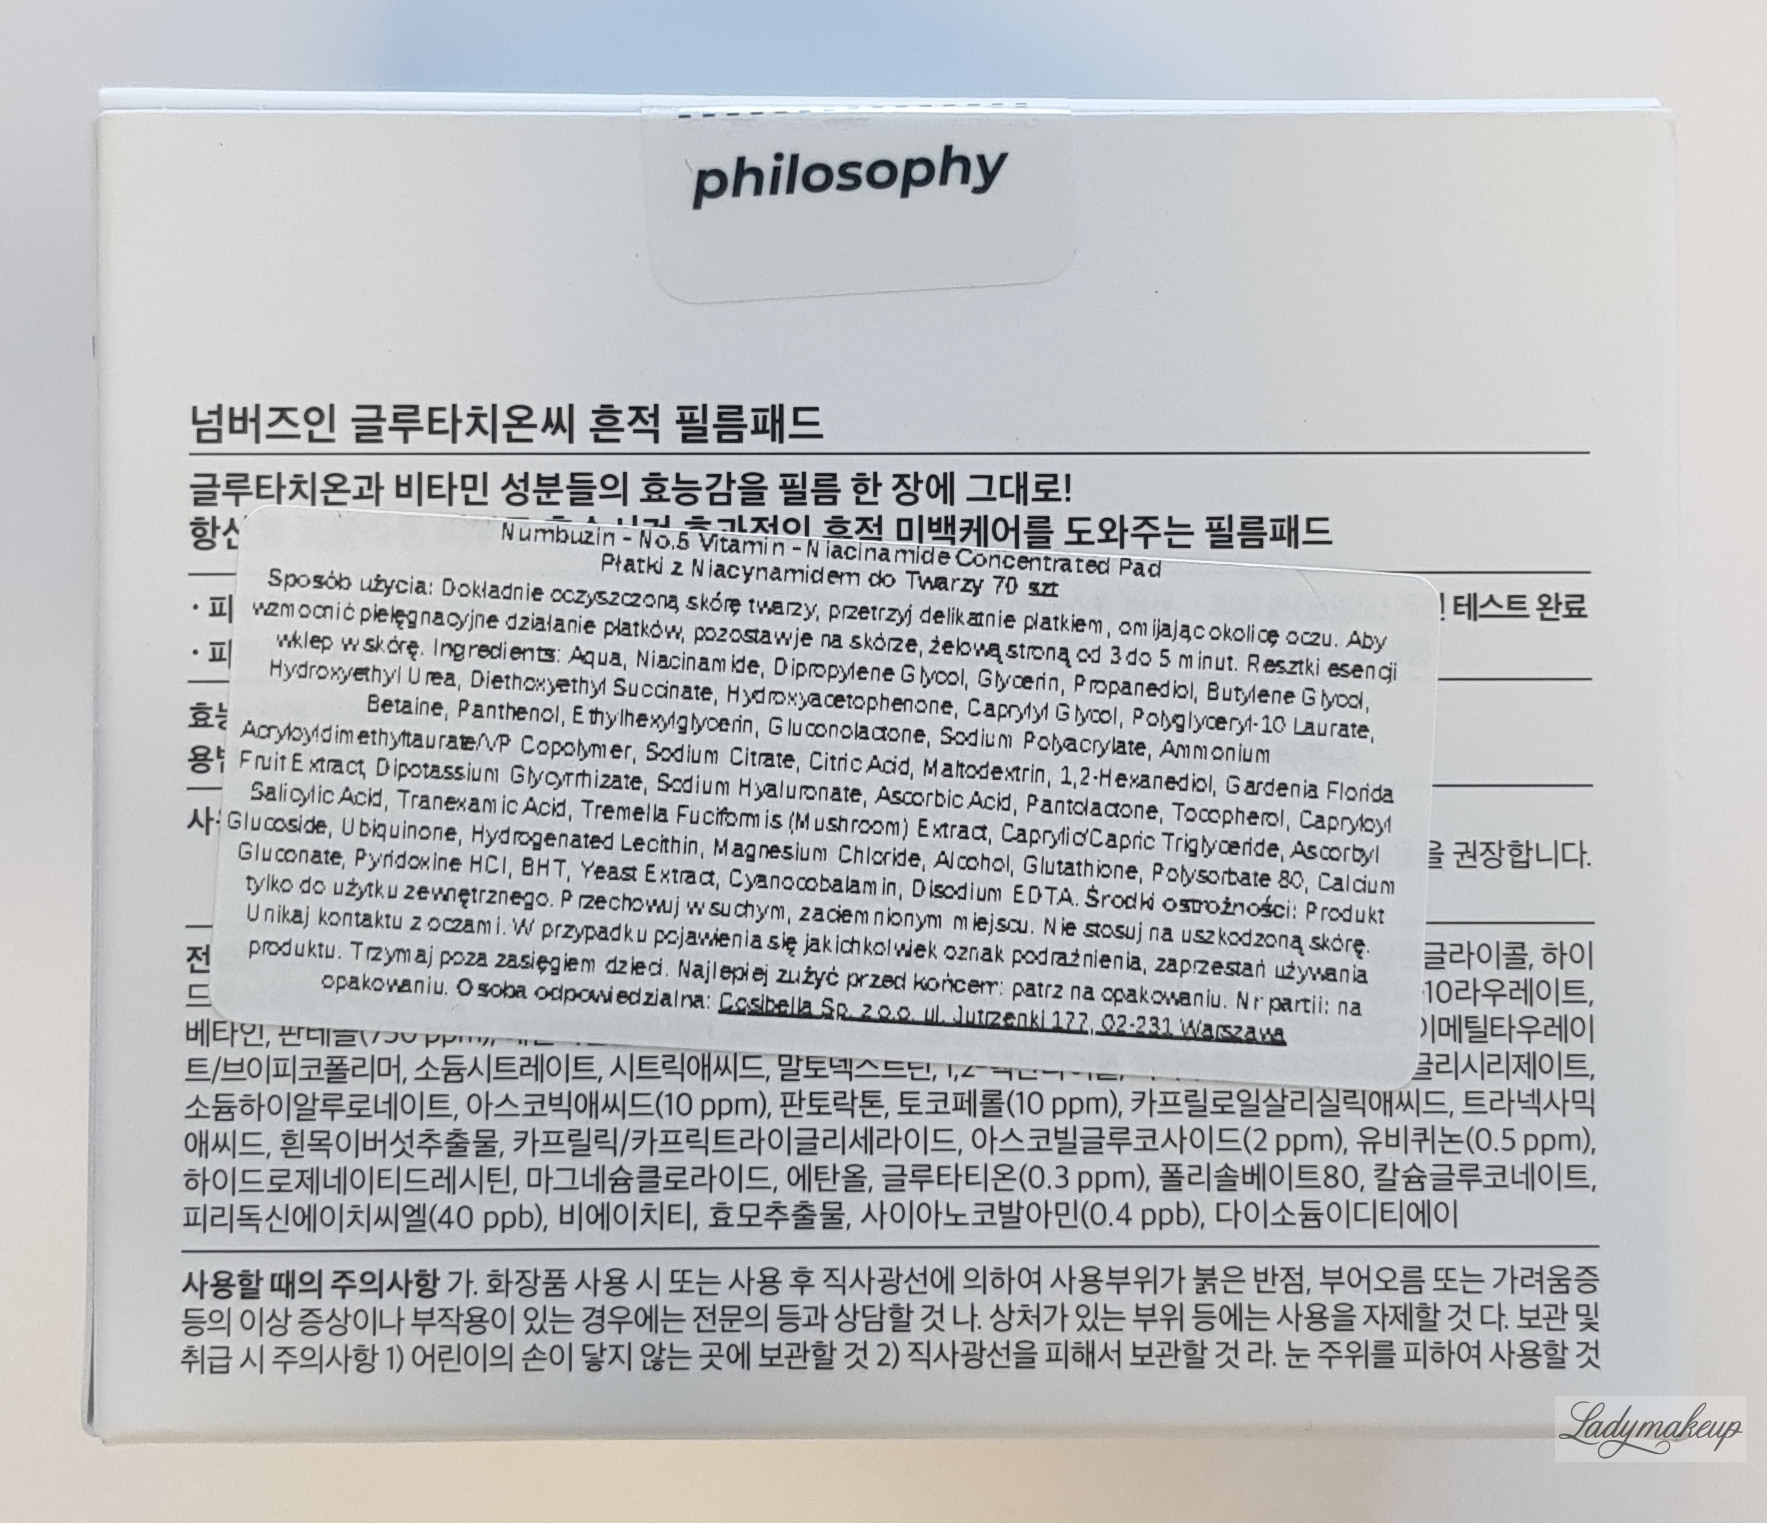 philosophy
넘버즈인 글루타치온씨 흔적 필름패드
글루타치온과 비타민 성분들의 효능감을 필름 한 장에 그대로!
미백케어를 도와주는 필름패드
테스트 완료
권장합니다.
Numbuzin - No.5 Vitamin - Niacinamide Concentrated Pad
Płatki z Niacynamidem do Twarzy 70 szt
Sposób użycia: Dokładnie oczyszczoną skórę twarzy, przetrzyj delikatnie płatkiem, omijając okolicę oczu. Aby
wzmocnić pielęgnacyjne działanie płatków, pozostawje na skórze, żelową stroną od 3 do 5 minut. Resztki esencji
wklep w skórę. Ingredients: Aqua, Niacinamide, Dipropylene Glycol, Glycerin, Propanediol, Butylene Glycol,
Hydroxyethyl Urea, Diethoxyethyl Succinate, Hydroxyacetophenone, Caprylyl Glycol, Polyglyceryl-10 Laurate,
Betaine, Panthenol, Ethylhexylglycerin, Gluconolactone, Sodium Polyacrylate, Ammonium
Acryloyldimethyltaurate/VP Copolymer, Sodium Citrate, Citric Acid, Maltodextrin, 1,2-Hexanediol, Gardenia Florida
Fruit Extract, Dipotassium Glycyrrhizate, Sodium Hyaluronate, Ascorbic Acid, Pantolactone, Tocopherol, Capryloyl
Salicylic Acid, Tranexamic Acid, Tremella Fuciformis (Mushroom) Extract, Caprylic/Capric Triglyceride, Ascorbyl
Glucoside, Ubiquinone, Hydrogenated Lecithin, Magnesium Chloride, Alcohol, Glutathione, Polysorbate 80, Calcium
Gluconate, Pyridoxine HCl, BHT, Yeast Extract, Cyanocobalamin, Disodium EDTA. Środki ostrożności: Produkt
tylko do użytku zewnętrznego. Przechowuj w suchym, zaciemnionym miejscu. Nie stosuj na uszkodzoną skórę.
Unikaj kontaktu z oczami. W przypadku pojawienia się jakichkolwiek oznak podrażnienia, zaprzestań używania
produktu. Trzymaj poza zasięgiem dzieci. Najlepiej zużyć przed końcem: patrz na opakowaniu. Nr partii: na
opakowaniu. Osoba odpowiedzialna: Cosibella Sp. z o.o. ul. Jutrzenki 177, 02-231 Warszawa
글라이콜, 하이
10라우레이트,
베타인, 이메틸타우레이
트/브이피코폴리머, 소듐시트레이트, 시트릭애씨드, 글리시리제이트,
소듐하이알루로네이트, 아스코빅애씨드(10 ppm), 판토락톤, 토코페롤(10 ppm), 카프릴로일살리실릭애씨드, 트라넥사믹
애씨드, 흰목이버섯추출물, 카프릴릭/카프릭트라이글리세라이드, 아스코빌글루코사이드(2 ppm), 유비퀴논(0.5 ppm),
하이드로제네이티드레시틴, 마그네슘클로라이드, 에탄올, 글루타티온(0.3 ppm), 폴리솔베이트80, 칼슘글루코네이트,
피리독신에이치씨엘(40 ppb), 비에이치티, 효모추출물, 사이아노코발아민(0.4 ppb), 다이소듐이디티에이
사용할 때의 주의사항 가. 화장품 사용 시 또는 사용 후 직사광선에 의하여 사용부위가 붉은 반점, 부어오름 또는 가려움증
등의 이상 증상이나 부작용이 있는 경우에는 전문의 등과 상담할 것 나. 상처가 있는 부위 등에는 사용을 자제할 것 다. 보관 및
취급 시 주의사항 1) 어린이의 손이 닿지 않는 곳에 보관할 것 2) 직사광선을 피해서 보관할 것 라. 눈 주위를 피하여 사용할 것
Ladymakeup